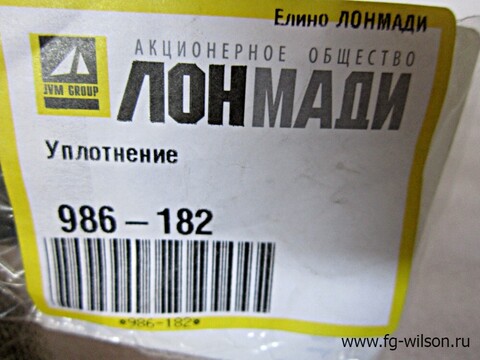 Елино ЛОНМАДИ
АКЦИОНЕРНОЕ ОБЩЕСТВО
JVM GROUP
ЛОНМАДИ
Уплотнение
986-182
*986-182*
www.fg-wilson.ru